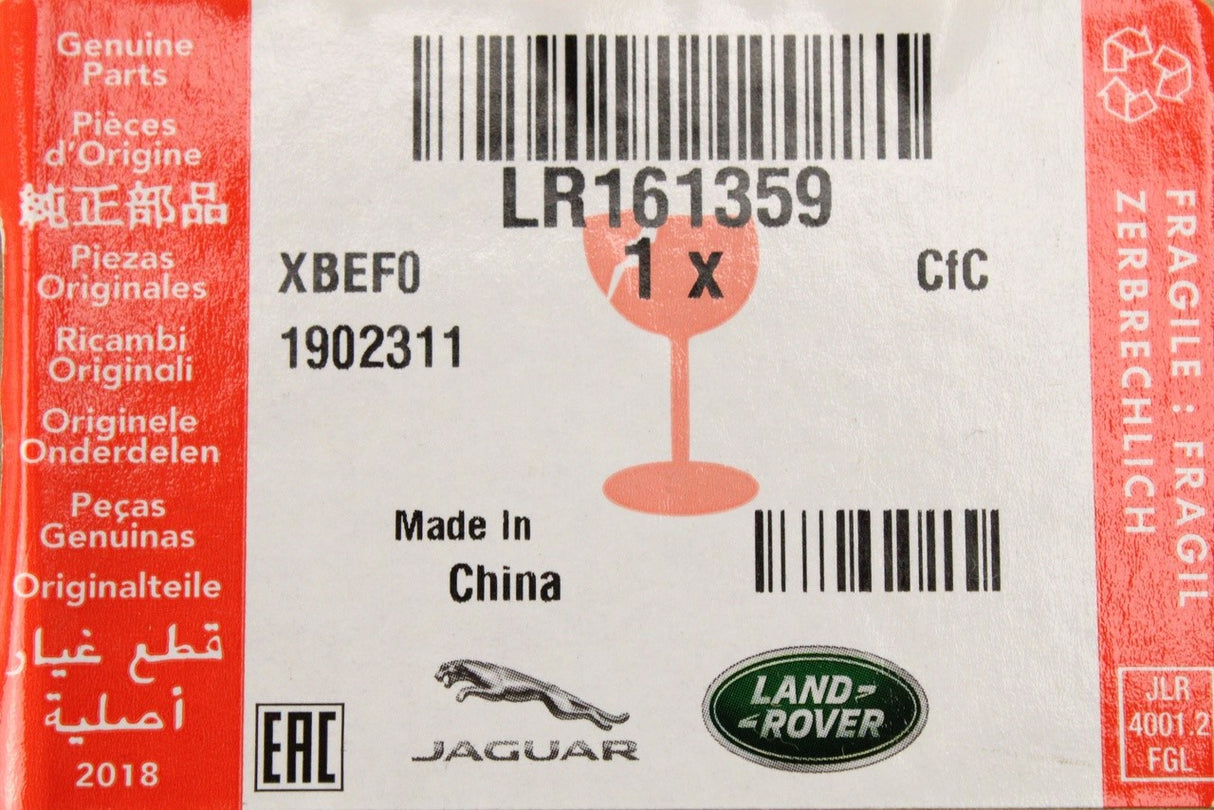 Genuine
Parts
Pièces
d'Origine
純正部品
Piezas
Originales
Ricambi
Originali
Originele
Onderdelen
Peças
Genuinas
Originalteile
قطع غيار
أصلية
2018
LR161359
XBEF0
1 x
CfC
1902311
Made In
China
EAC
JAGUAR
LAND-
-ROVER
FRAGILE : FRAGIL
ZERBRECHLICH
JLR
4001.2
FGL